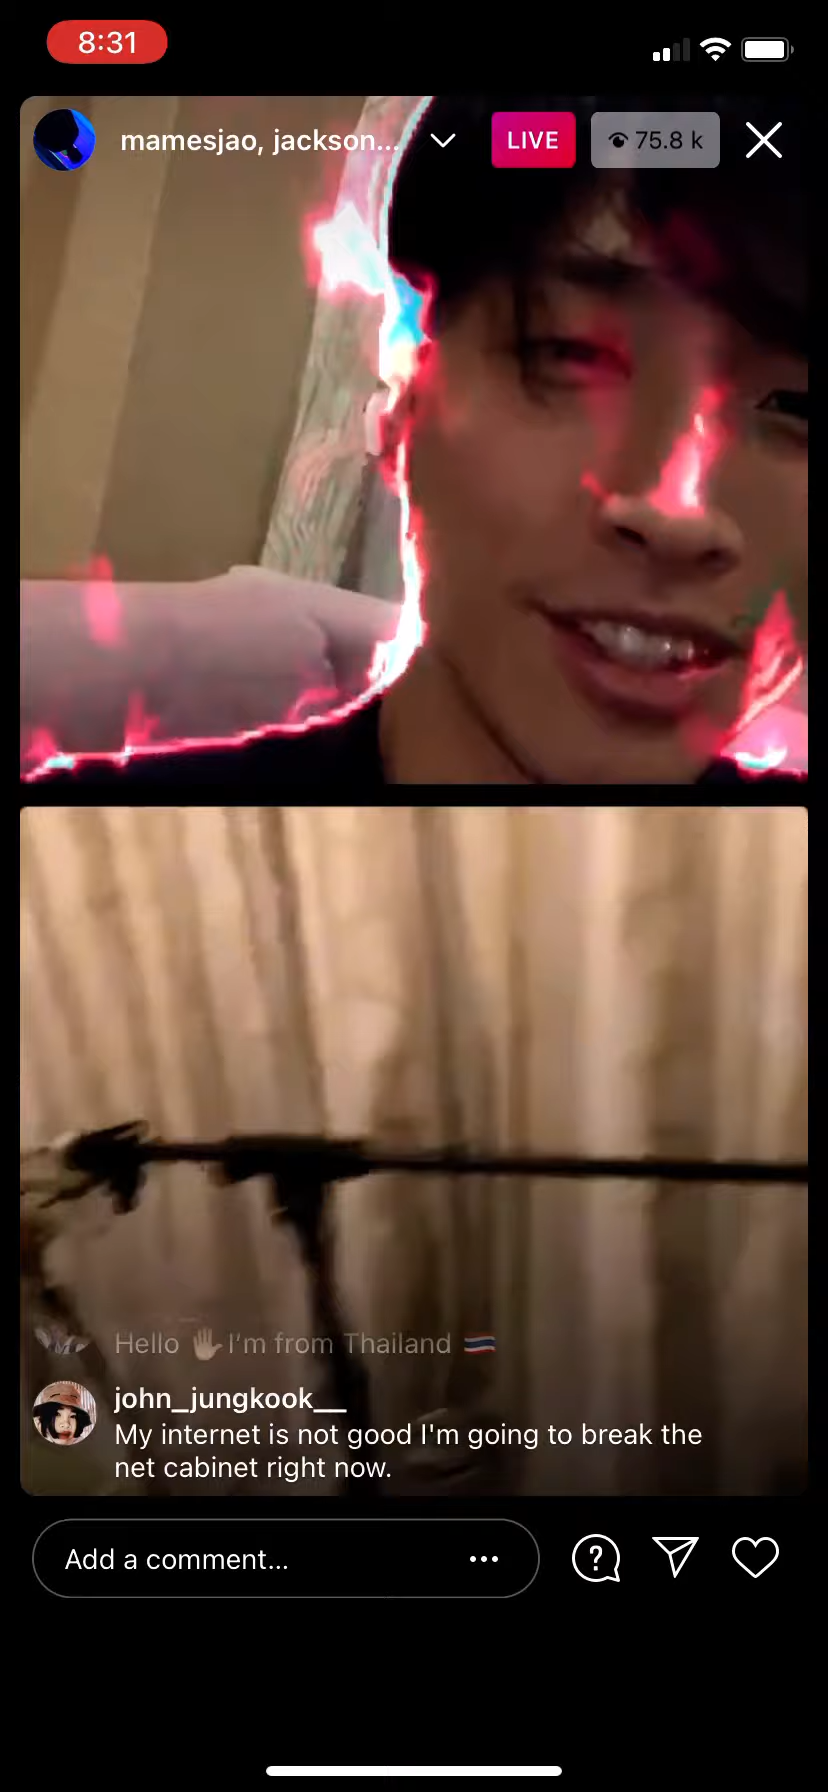 8:31
mamesjao, jackson...
LIVE
75.8 k
Hello 🤚🏼I'm from Thailand 🇹🇭
john_jungkook__
My internet is not good I'm going to break the
net cabinet right now.
Add a comment...